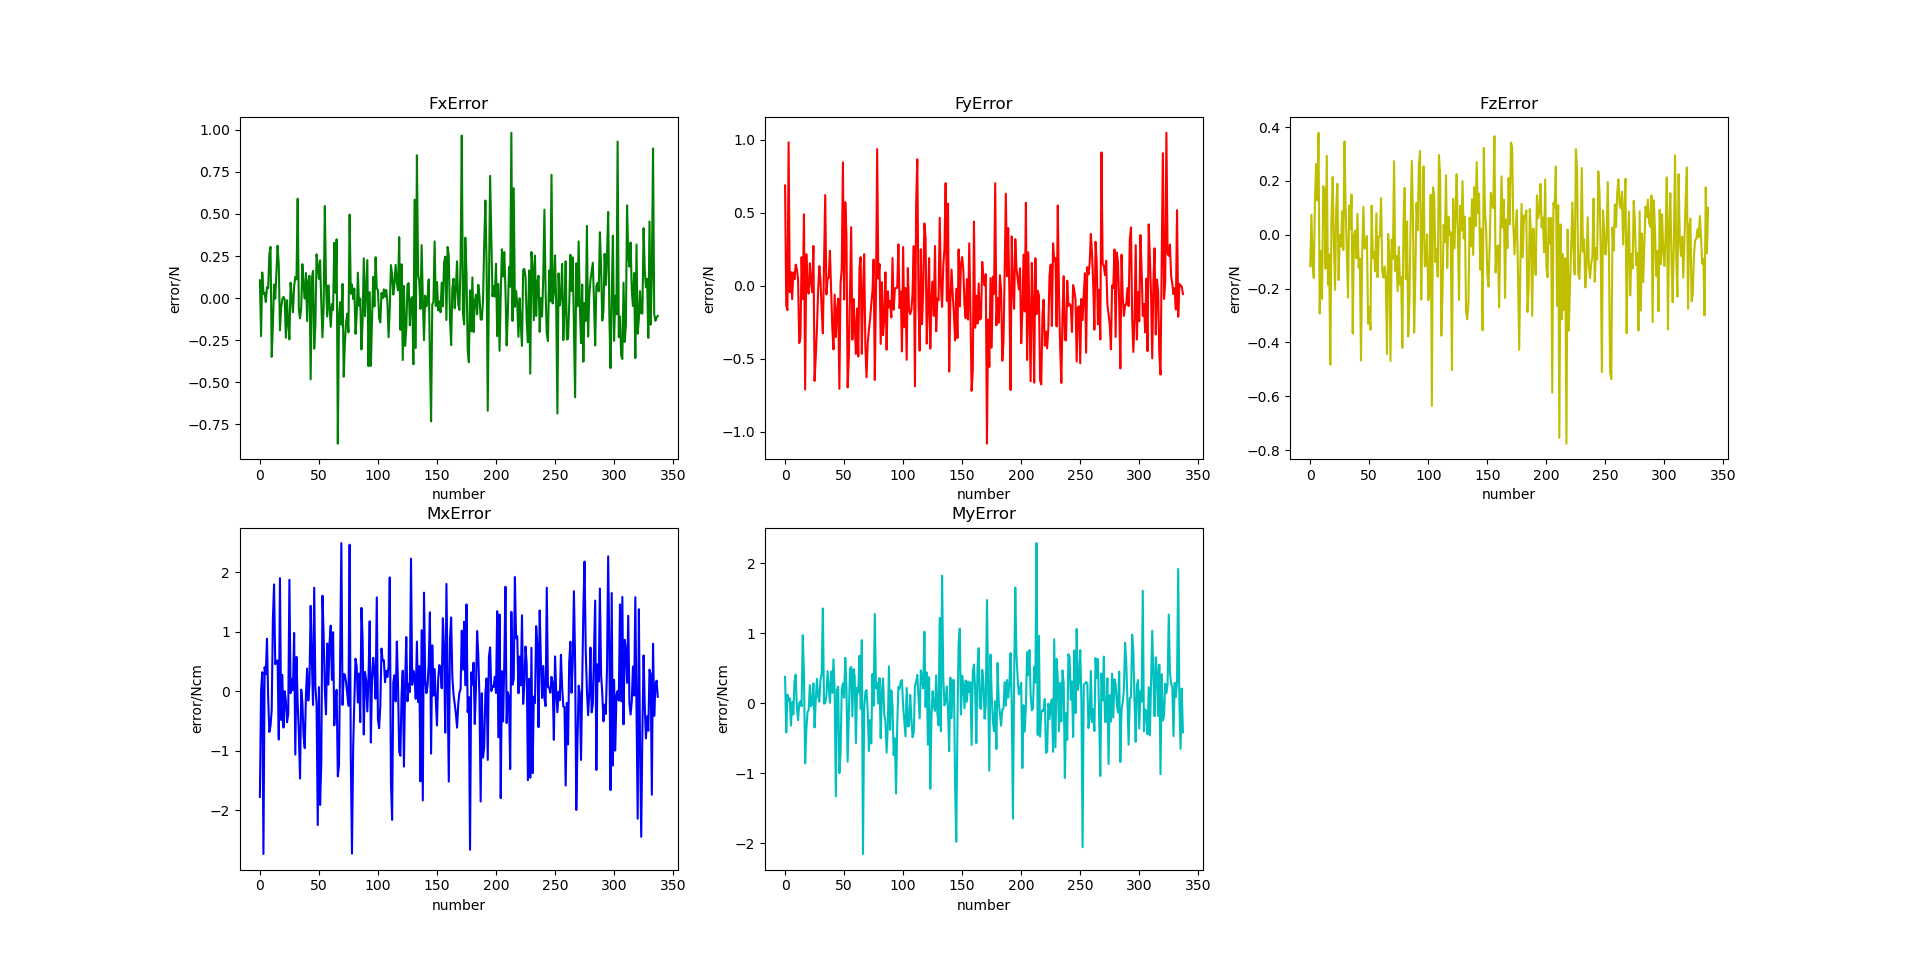 FxError
1.00
0.75
0.50
0.25
0.00
−0.25
−0.50
−0.75
error/N
0 50 100 150 200 250 300 350
number
FyError
1.0
0.5
0.0
−0.5
−1.0
error/N
0 50 100 150 200 250 300 350
number
FzError
0.4
0.2
0.0
−0.2
−0.4
−0.6
−0.8
error/N
0 50 100 150 200 250 300 350
number
MxError
2
1
0
−1
−2
error/Ncm
0 50 100 150 200 250 300 350
number
MyError
2
1
0
−1
−2
error/Ncm
0 50 100 150 200 250 300 350
number